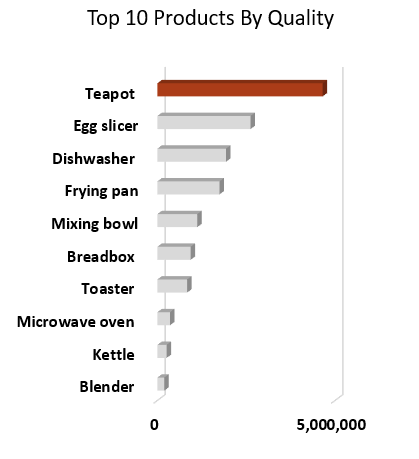 Top 10 Products By Quality
Teapot
Egg slicer
Dishwasher
Frying pan
Mixing bowl
Breadbox
Toaster
Microwave oven
Kettle
Blender
0 5,000,000